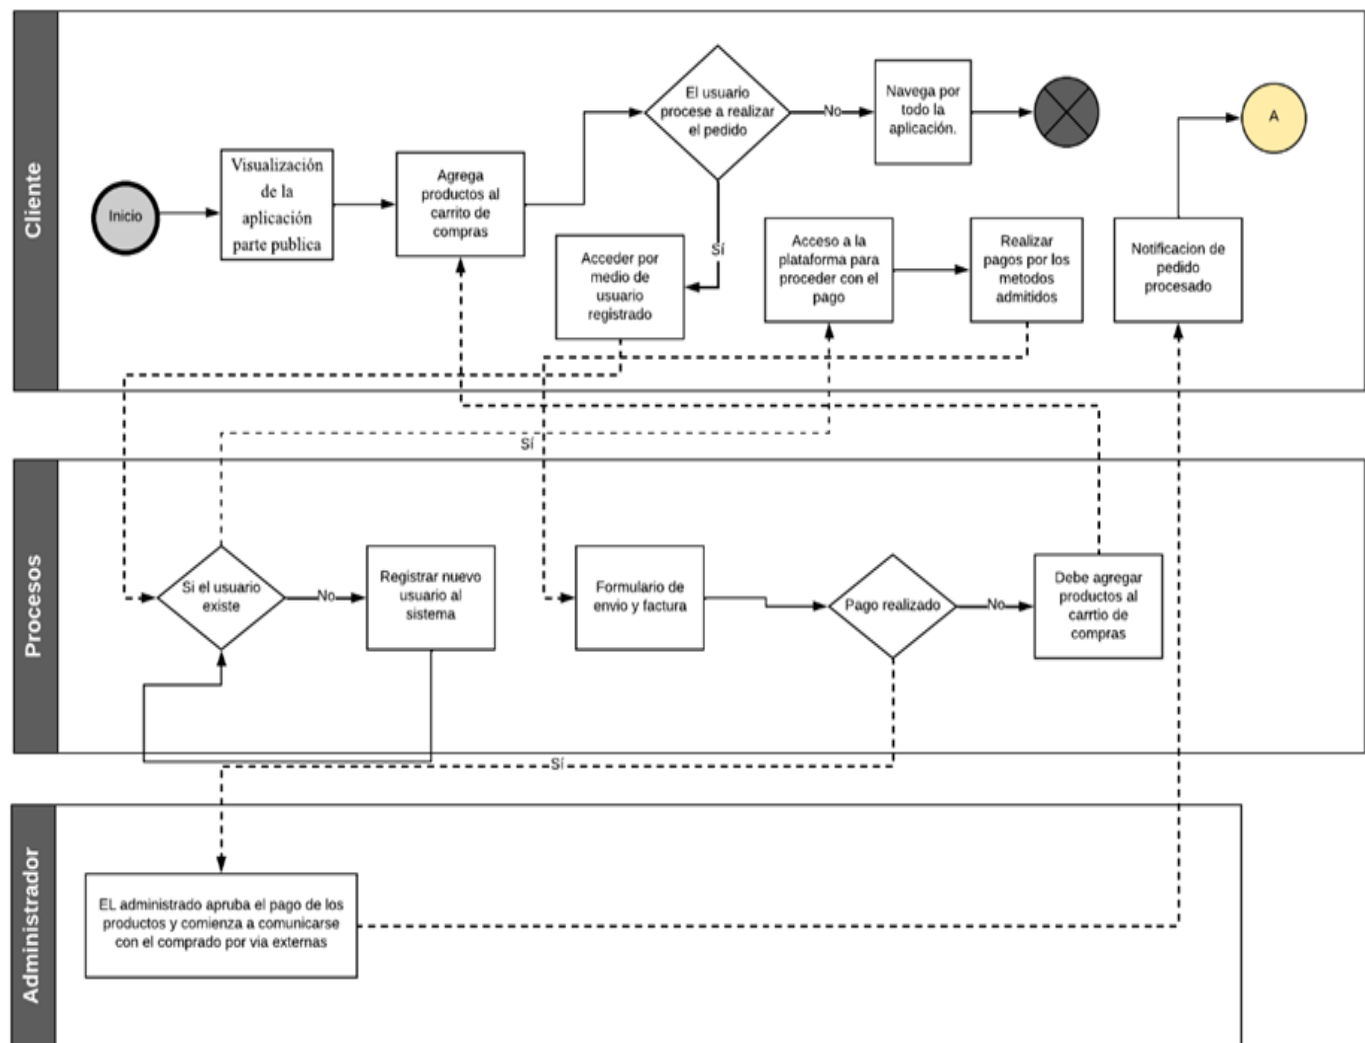 Cliente
Inicio
Visualización
de la
aplicación
parte publica
Agrega
productos al
carrito de
compras
El usuario
procese a realizar
el pedido
No
Navega por
todo la
aplicación.
A
Sí
Acceder por
medio de
usuario
registrado
Acceso a la
plataforma para
proceder con el
pago
Realizar
pagos por los
metodos
admitidos
Notificacion de
pedido
procesado
Sí
Procesos
Si el usuario
existe
No
Registrar nuevo
usuario al
sistema
Formulario de
envio y factura
Pago realizado
No
Debe agregar
productos al
carrtio de
compras
Sí
Administrador
EL administrado apruba el pago de los
productos y comienza a comunicarse
con el comprado por via externas